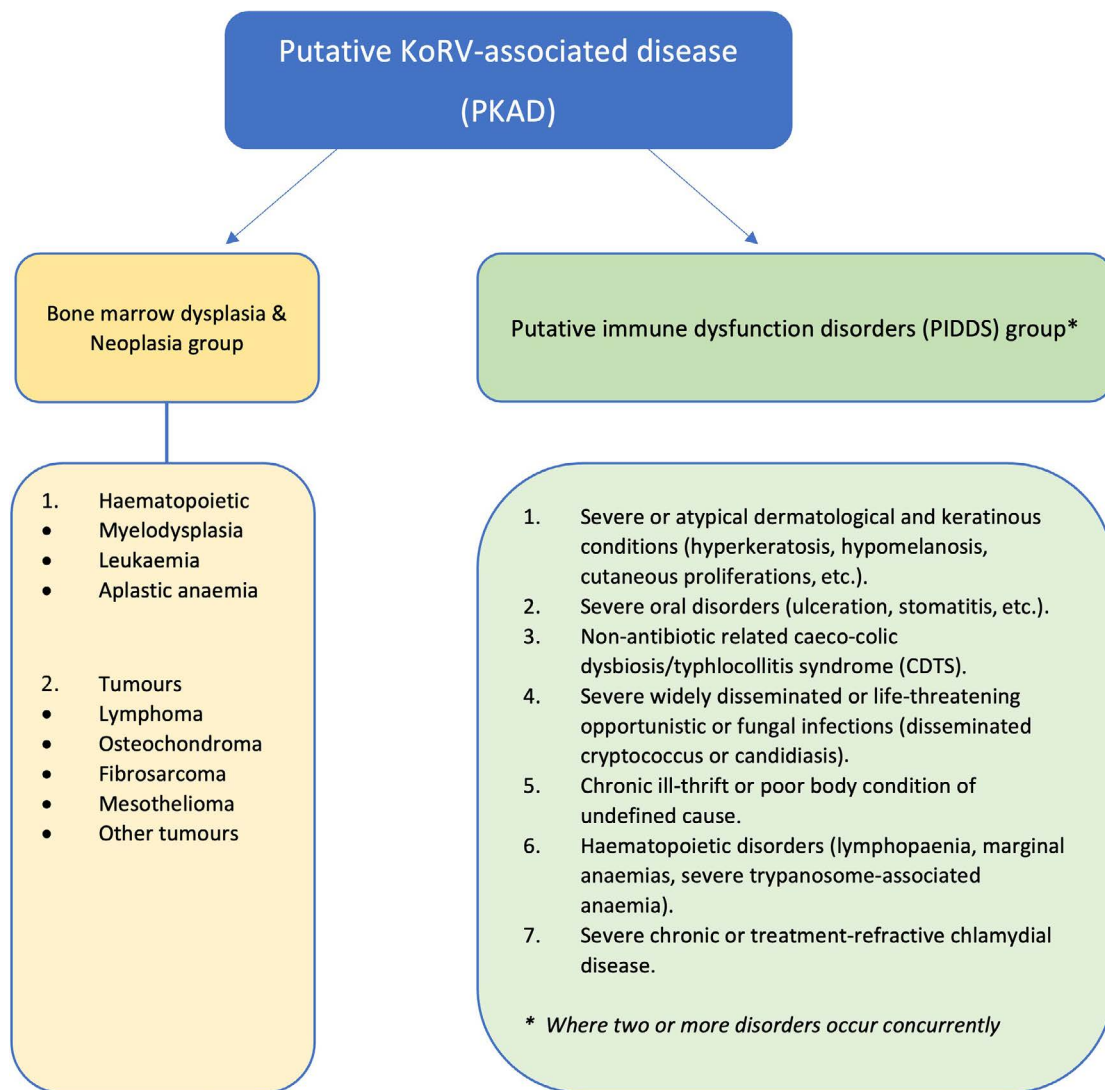 Putative KoRV-associated disease
(PKAD)
Bone marrow dysplasia &
Neoplasia group
Putative immune dysfunction disorders (PIDDS) group*
1. Haematopoietic
• Myelodysplasia
• Leukaemia
• Aplastic anaemia
2. Tumours
• Lymphoma
• Osteochondroma
• Fibrosarcoma
• Mesothelioma
• Other tumours
1. Severe or atypical dermatological and keratinous
conditions (hyperkeratosis, hypomelanosis,
cutaneous proliferations, etc.).
2. Severe oral disorders (ulceration, stomatitis, etc.).
3. Non-antibiotic related caeco-colic
dysbiosis/typhlocollitis syndrome (CDTS).
4. Severe widely disseminated or life-threatening
opportunistic or fungal infections (disseminated
cryptococcus or candidiasis).
5. Chronic ill-thrift or poor body condition of
undefined cause.
6. Haematopoietic disorders (lymphopaenia, marginal
anaemias, severe trypanosome-associated
anaemia).
7. Severe chronic or treatment-refractive chlamydial
disease.
* Where two or more disorders occur concurrently